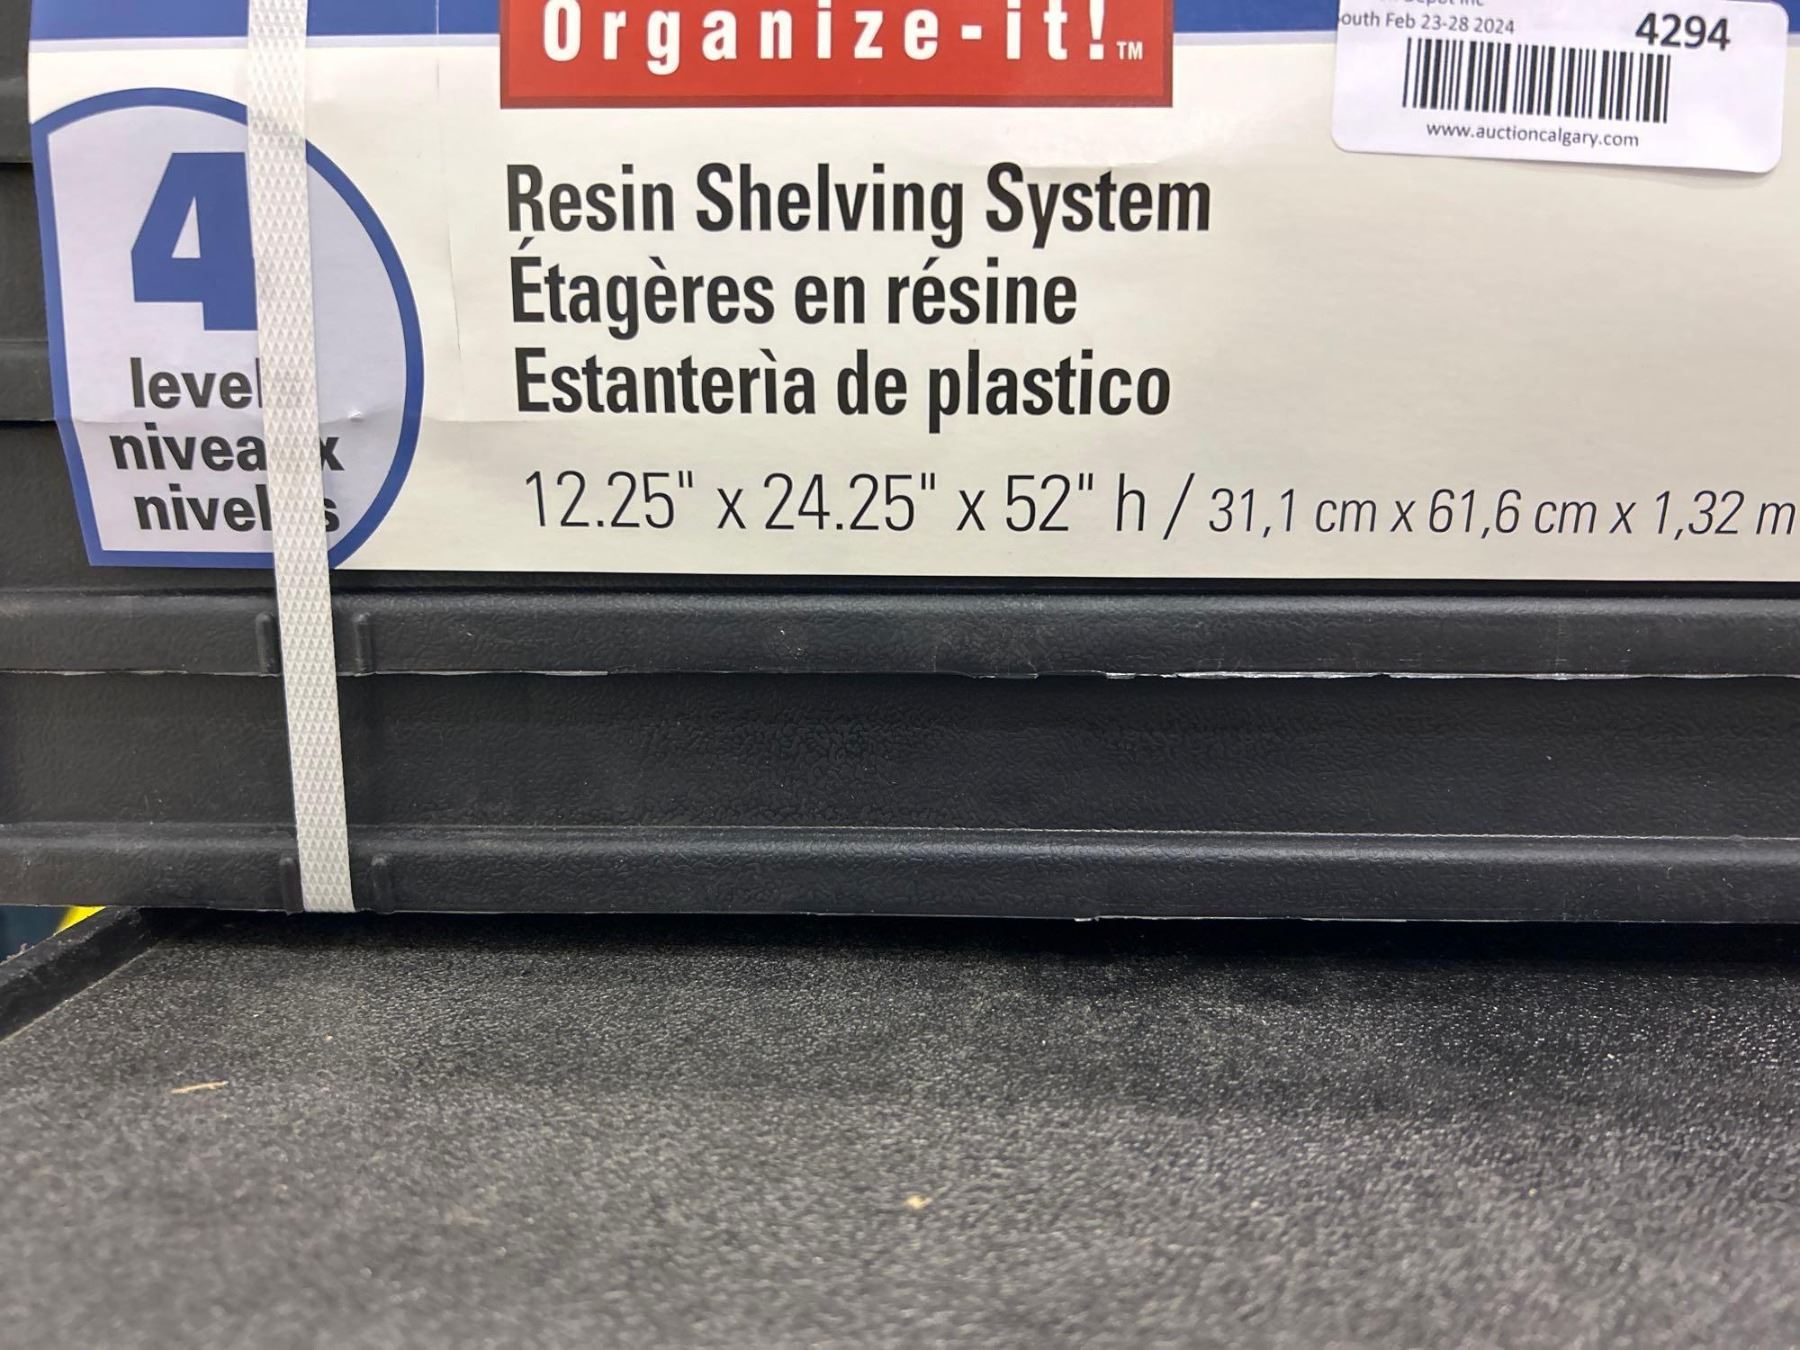 Organize-it!™
outh Feb 23-28 2024
4294
www.auctioncalgary.com
4
level
niveaux
nivel s
Resin Shelving System
Étagères en résine
Estanterìa de plastico
12.25" x 24.25" x 52" h / 31,1 cm x 61,6 cm x 1,32 m